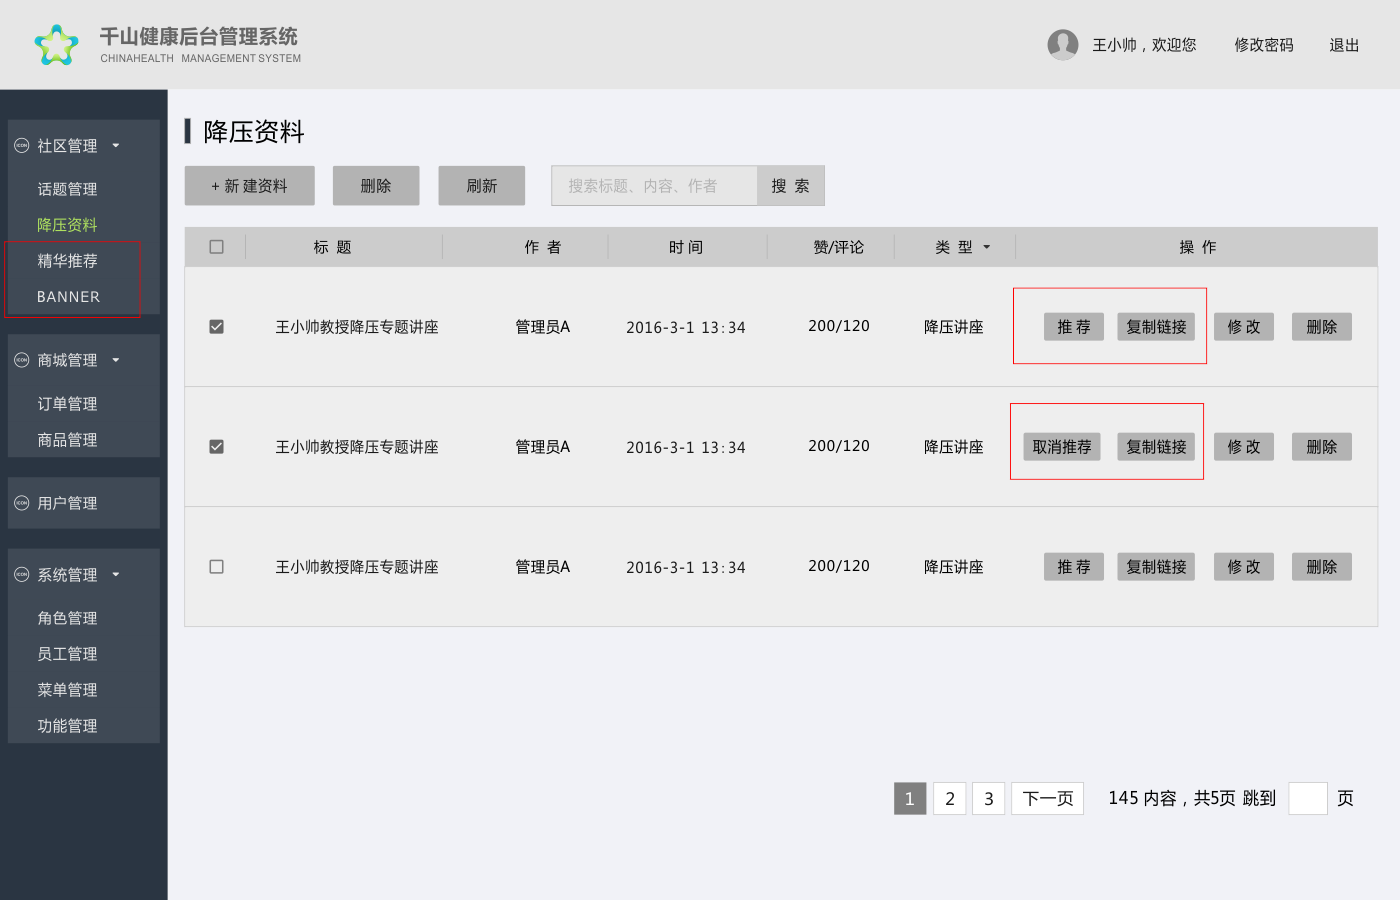 千山健康后台管理系统
CHINAHEALTH MANAGEMENT SYSTEM
王小帅，欢迎您 修改密码 退出
ICON 社区管理
话题管理
降压资料
精华推荐
BANNER
ICON 商城管理
订单管理
商品管理
ICON 用户管理
ICON 系统管理
角色管理
员工管理
菜单管理
功能管理
降压资料
+ 新 建资料 删除 刷新 搜索标题、内容、作者 搜 索
标 题 作 者 时 间 赞/评论 类 型 操 作
王小帅教授降压专题讲座 管理员A 2016-3-1 13:34 200/120 降压讲座 推 荐 复制链接 修 改 删除
王小帅教授降压专题讲座 管理员A 2016-3-1 13:34 200/120 降压讲座 取消推荐 复制链接 修 改 删除
王小帅教授降压专题讲座 管理员A 2016-3-1 13:34 200/120 降压讲座 推 荐 复制链接 修 改 删除
1 2 3 下一页 145 内容，共5页 跳到 页